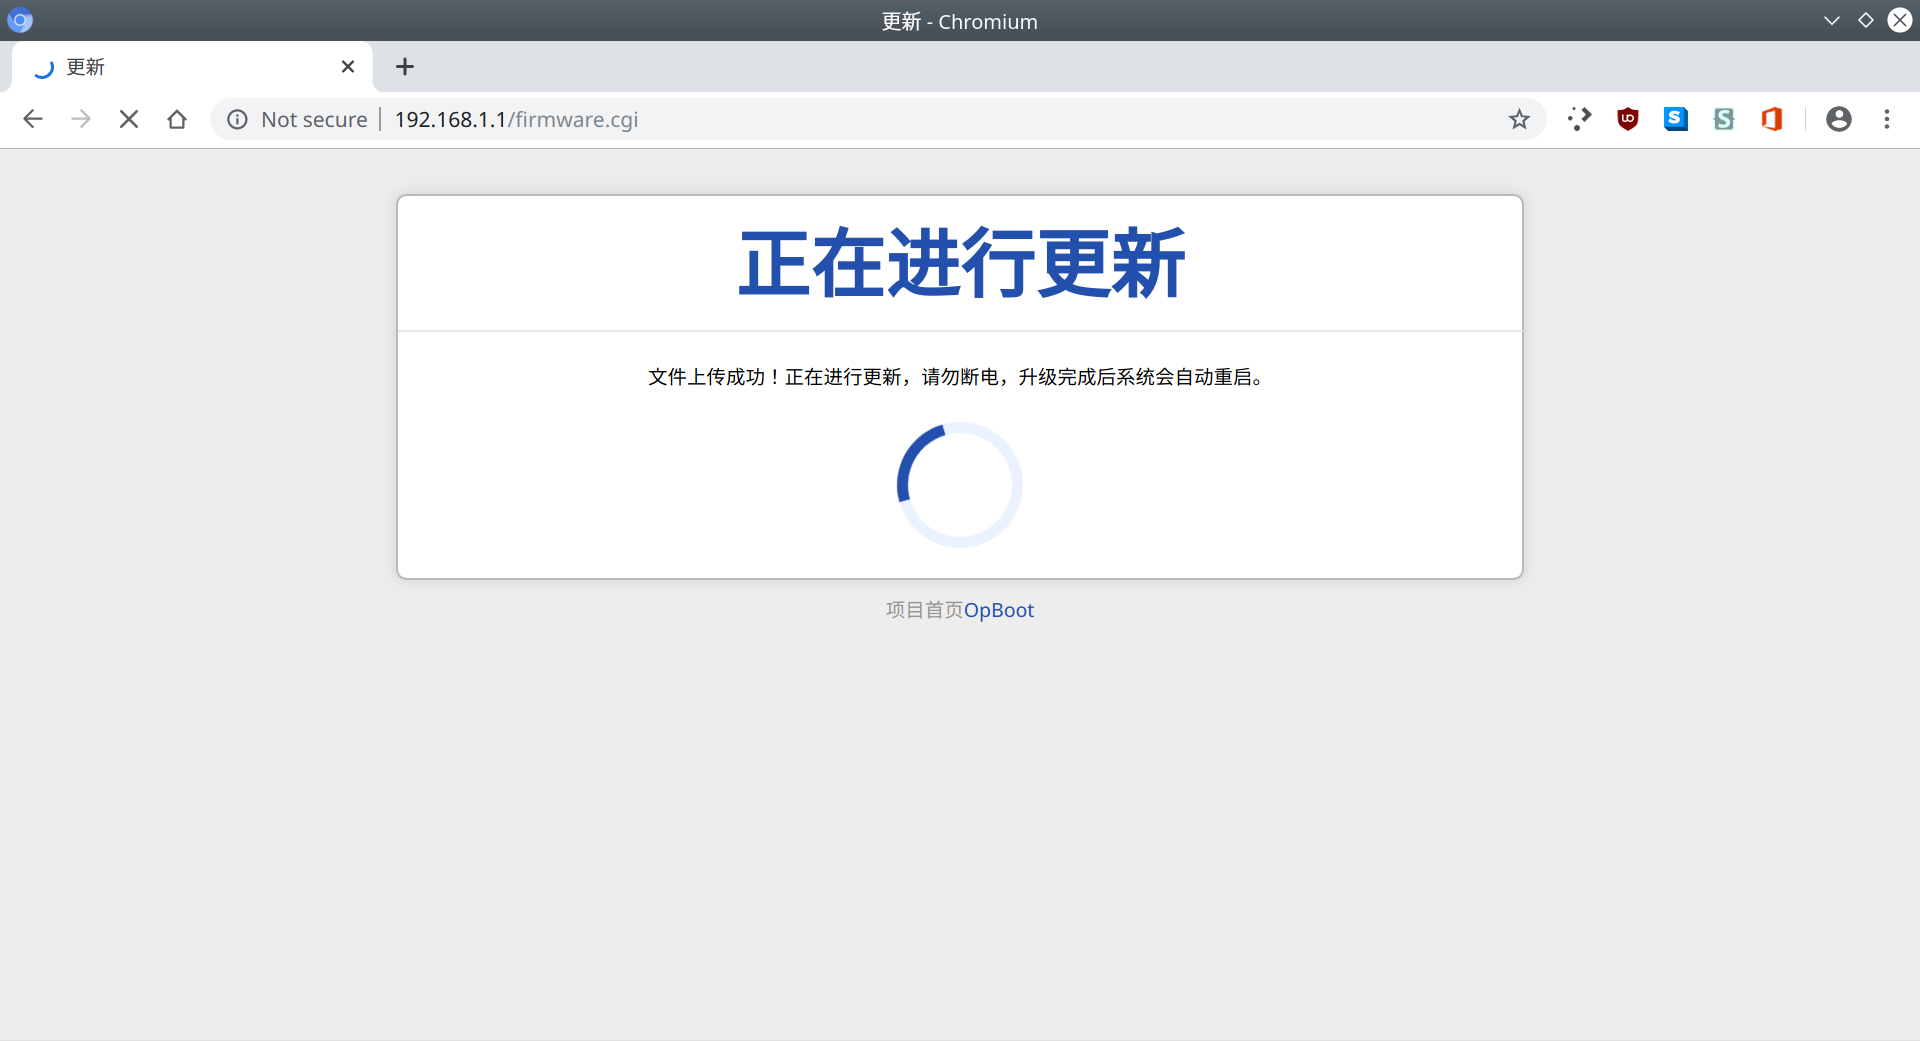 更新 - Chromium
更新
Not secure | 192.168.1.1/firmware.cgi
正在进行更新
文件上传成功！正在进行更新，请勿断电，升级完成后系统会自动重启。
项目首页OpBoot